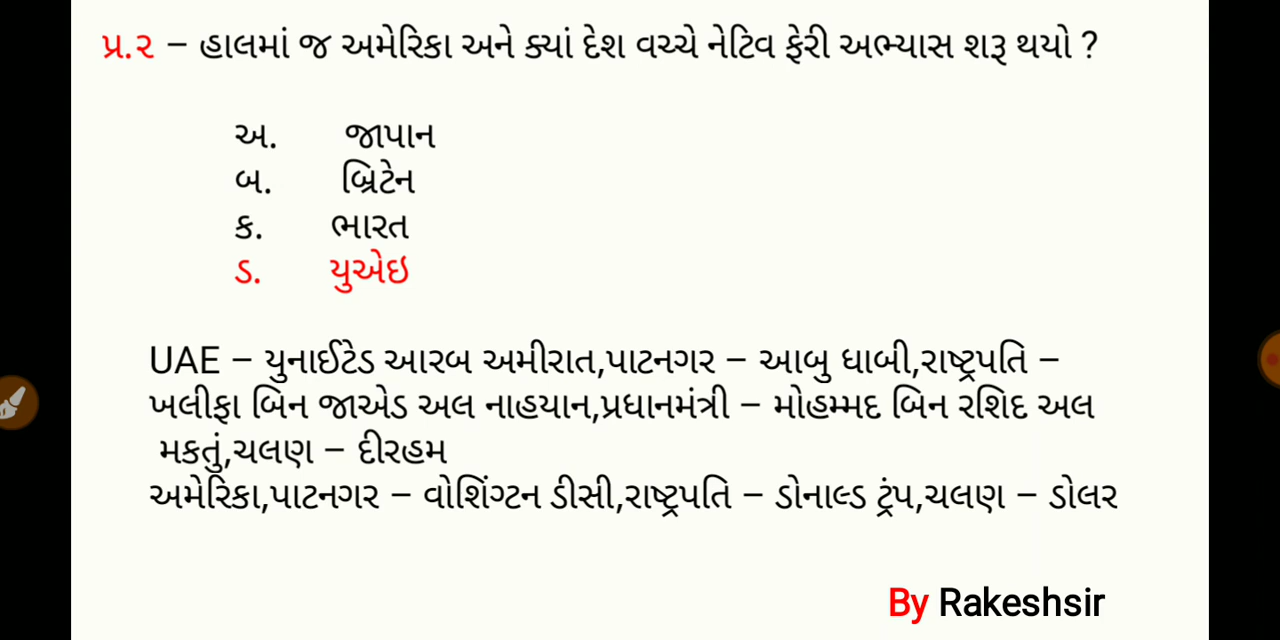 પ્ર.૨ – હાલમાં જ અમેરિકા અને ક્યાં દેશ વચ્ચે નેટિવ ફેરી અભ્યાસ શરૂ થયો ?
અ. જાપાન
બ. બ્રિટેન
ક. ભારત
ડ. યુએઇ
UAE – યુનાઈટેડ આરબ અમીરાત,પાટનગર – આબુ ધાબી,રાષ્ટ્રપતિ –
ખલીફા બિન જાએડ અલ નાહયાન,પ્રધાનમંત્રી – મોહમ્મદ બિન રશિદ અલ
મકતું,ચલણ – દીરહમ
અમેરિકા,પાટનગર – વોશિંગ્ટન ડીસી,રાષ્ટ્રપતિ – ડોનાલ્ડ ટ્રંપ,ચલણ – ડોલર
By Rakeshsir